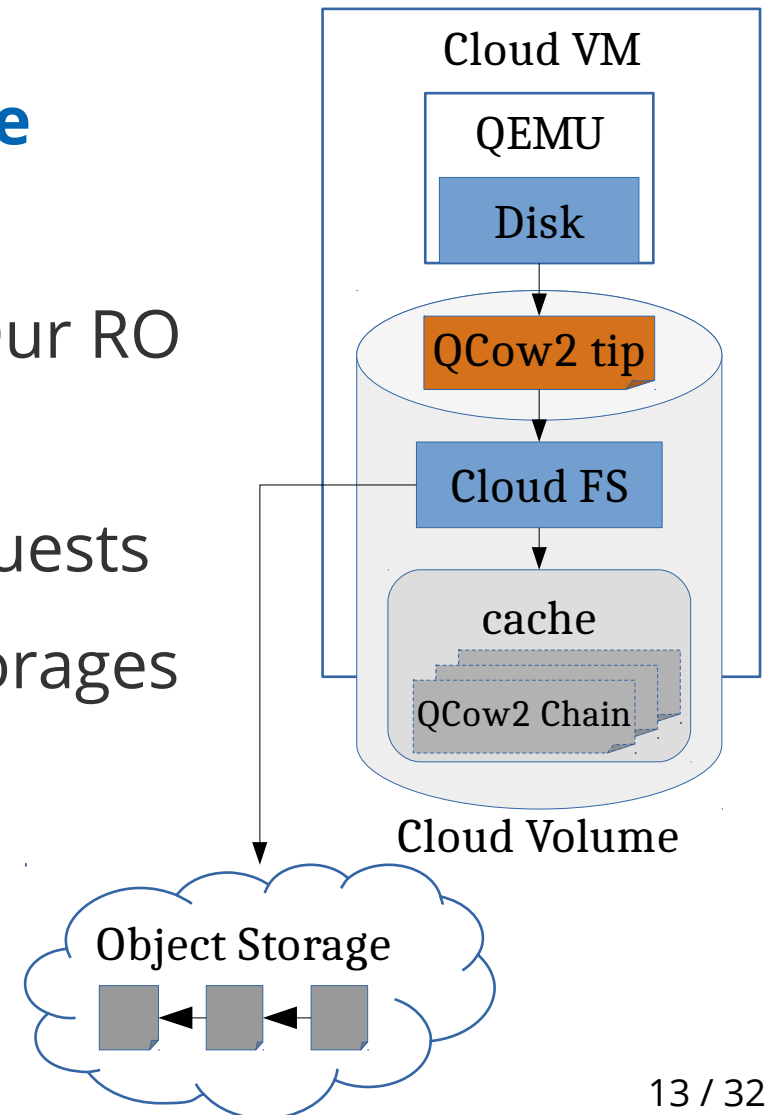 e
ur RO
uests
orages
Cloud VM
QEMU
Disk
QCow2 tip
Cloud FS
cache
QCow2 Chain
Cloud Volume
Object Storage
13 / 32